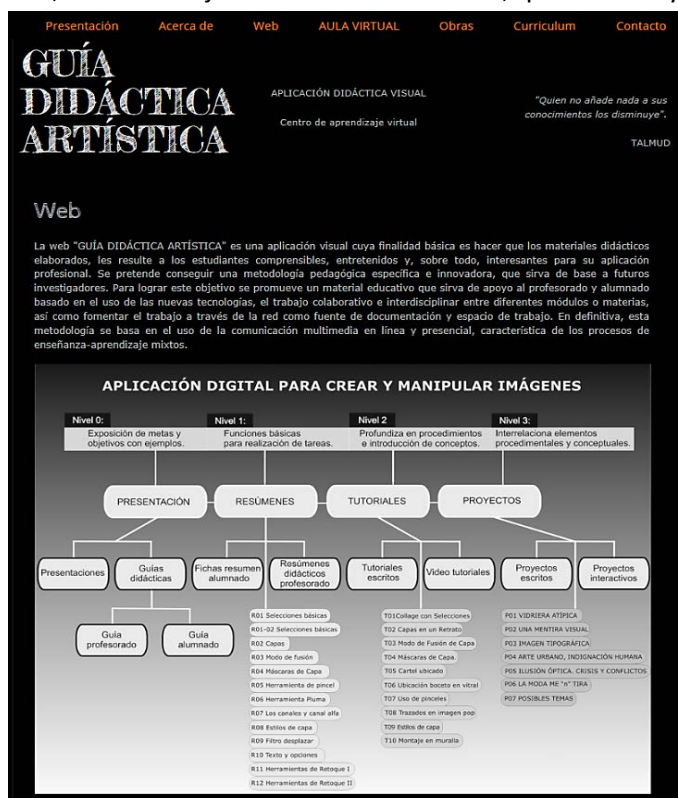 Presentación Acerca de Web AULA VIRTUAL Obras Curriculum Contacto
GUÍA
DIDÁCTICA
ARTÍSTICA
APLICACIÓN DIDÁCTICA VISUAL
Centro de aprendizaje virtual
"Quien no añade nada a sus
conocimientos los disminuye".
TALMUD
Web
La web "GUÍA DIDÁCTICA ARTÍSTICA" es una aplicación visual cuya finalidad básica es hacer que los materiales didácticos
elaborados, les resulte a los estudiantes comprensibles, entretenidos y, sobre todo, interesantes para su aplicación
profesional. Se pretende conseguir una metodología pedagógica específica e innovadora, que sirva de base a futuros
investigadores. Para lograr este objetivo se promueve un material educativo que sirva de apoyo al profesorado y alumnado
basado en el uso de las nuevas tecnologías, el trabajo colaborativo e interdisciplinar entre diferentes módulos o materias,
así como fomentar el trabajo a través de la red como fuente de documentación y espacio de trabajo. En definitiva, esta
metodología se basa en el uso de la comunicación multimedia en línea y presencial, característica de los procesos de
enseñanza-aprendizaje mixtos.
APLICACIÓN DIGITAL PARA CREAR Y MANIPULAR IMÁGENES
Nivel 0:
Exposición de metas y
objetivos con ejemplos.
Nivel 1:
Funciones básicas
para realización de tareas.
Nivel 2
Profundiza en procedimientos
e introducción de conceptos.
Nivel 3:
Interrelaciona elementos
procedimentales y conceptuales.
PRESENTACIÓN
RESÚMENES
TUTORIALES
PROYECTOS
Presentaciones
Guías
didácticas
Fichas resumen
alumnado
Resúmenes
didácticos
profesorado
Tutoriales
escritos
Video tutoriales
Proyectos
escritos
Proyectos
interactivos
Guía
profesorado
Guía
alumnado
R01 Selecciones básicas
R01-02 Selecciones básicas
R02 Capas
R03 Modo de fusión
R04 Máscaras de Capa
R05 Herramienta de pincel
R06 Herramienta Pluma
R07 Los canales y canal alfa
R08 Estilos de capa
R09 Filtro desplazar
R10 Texto y opciones
R11 Herramientas de Retoque I
R12 Herramientas de Retoque II
T01Collage con Selecciones
T02 Capas en un Retrato
T03 Modo de Fusión de Capa
T04 Máscaras de Capa.
T05 Cartel ubicado
T06 Ubicación boceto en vitral
T07 Uso de pinceles
T08 Trazados en imagen pop
T09 Estilos de capa
T10 Montaje en muralla
P01 VIDRIERA ATÍPICA
P02 UNA MENTIRA VISUAL
P03 IMAGEN TIPOGRÁFICA
P04 ARTE URBANO, INDIGNACIÓN HUMANA
P05 ILUSIÓN ÓPTICA. CRISIS Y CONFLICTOS
P06 LA MODA ME "n" TIRA
P07 POSIBLES TEMAS